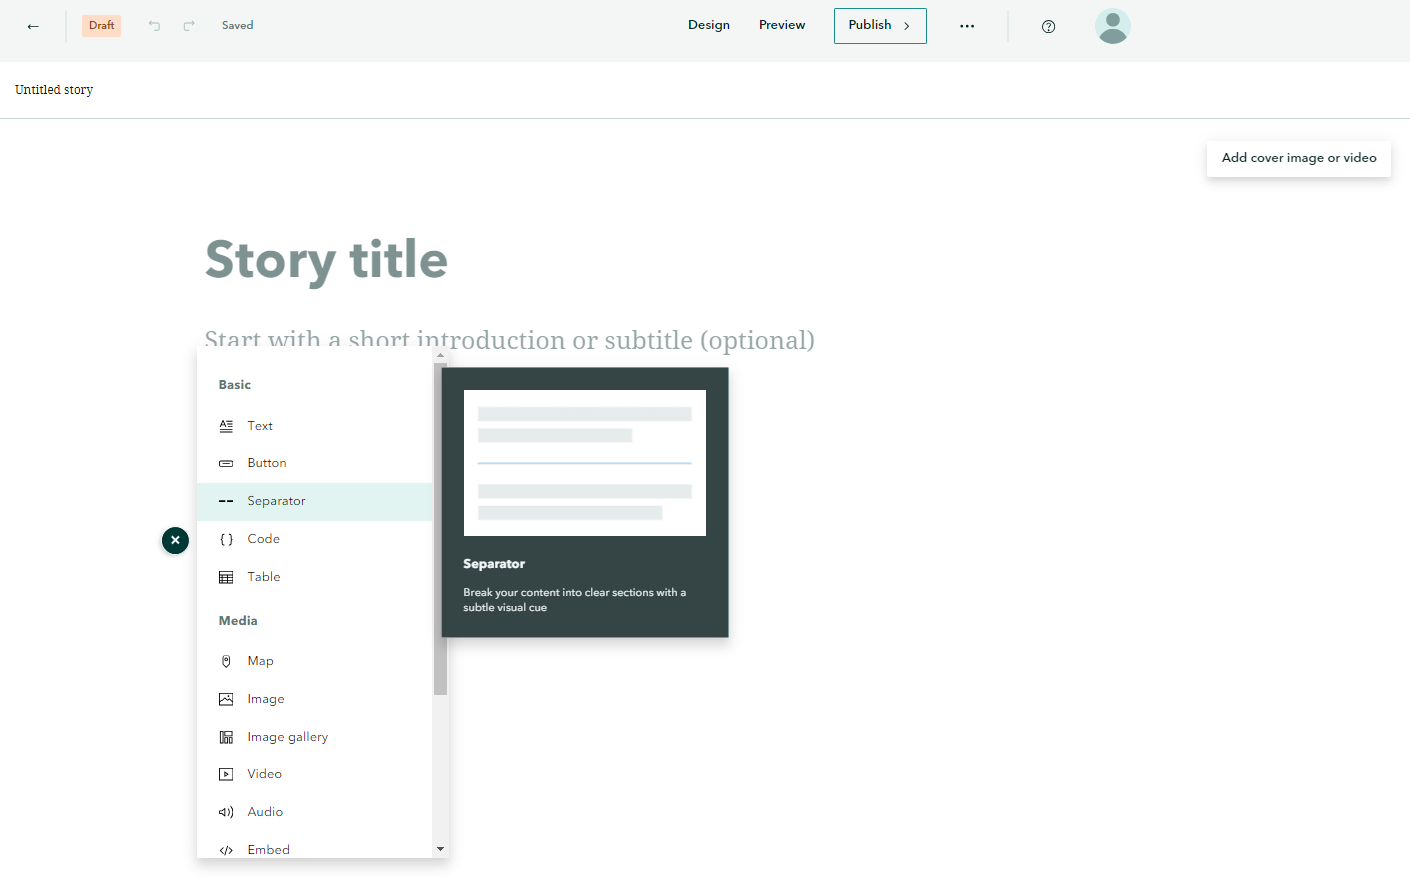 Draft
Saved
Design
Preview
Publish
Untitled story
Add cover image or video
Story title
Start with a short introduction or subtitle (optional)
Basic
Text
Button
Separator
Code
Table
Media
Map
Image
Image gallery
Video
Audio
Embed
Separator
Break your content into clear sections with a
subtle visual cue